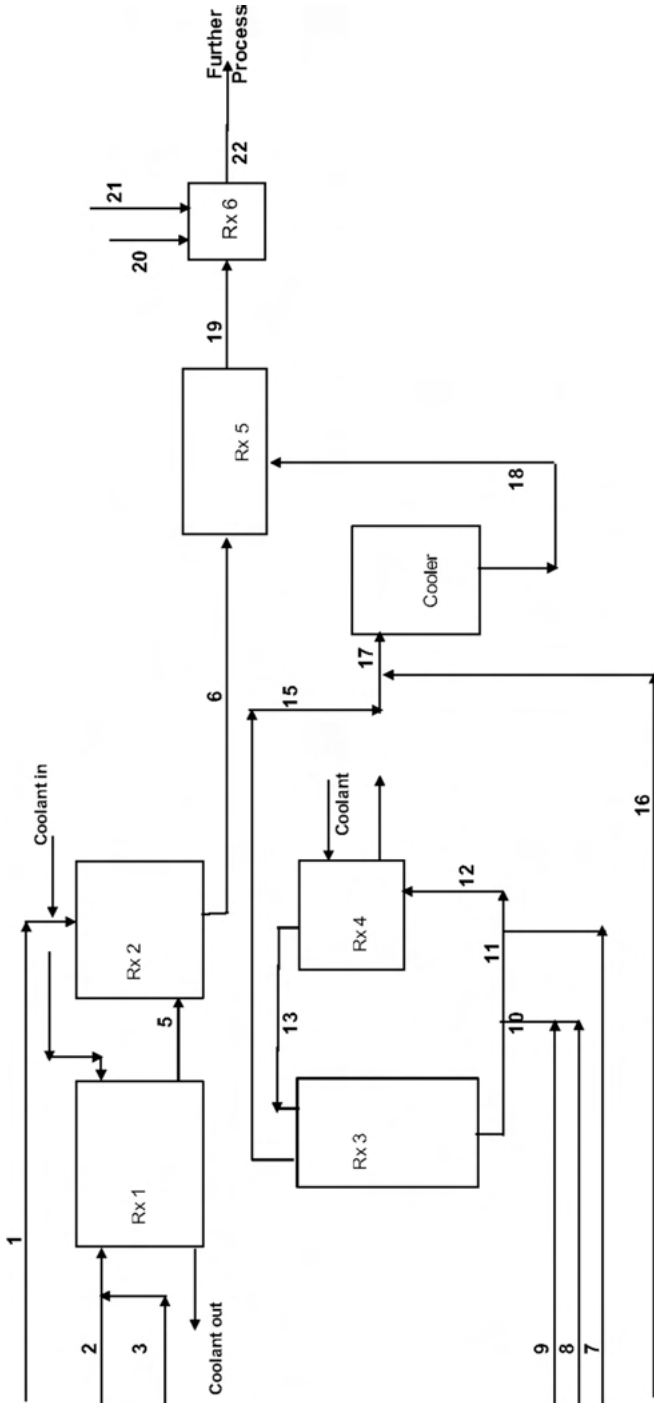 1
2
3
Coolant out
Rx 1
5
Rx 2
Coolant in
6
Rx 3
13
Rx 4
Coolant
10
11
12
9
8
7
15
16
17
Cooler
18
Rx 5
19
20
21
Rx 6
22
Further
Process